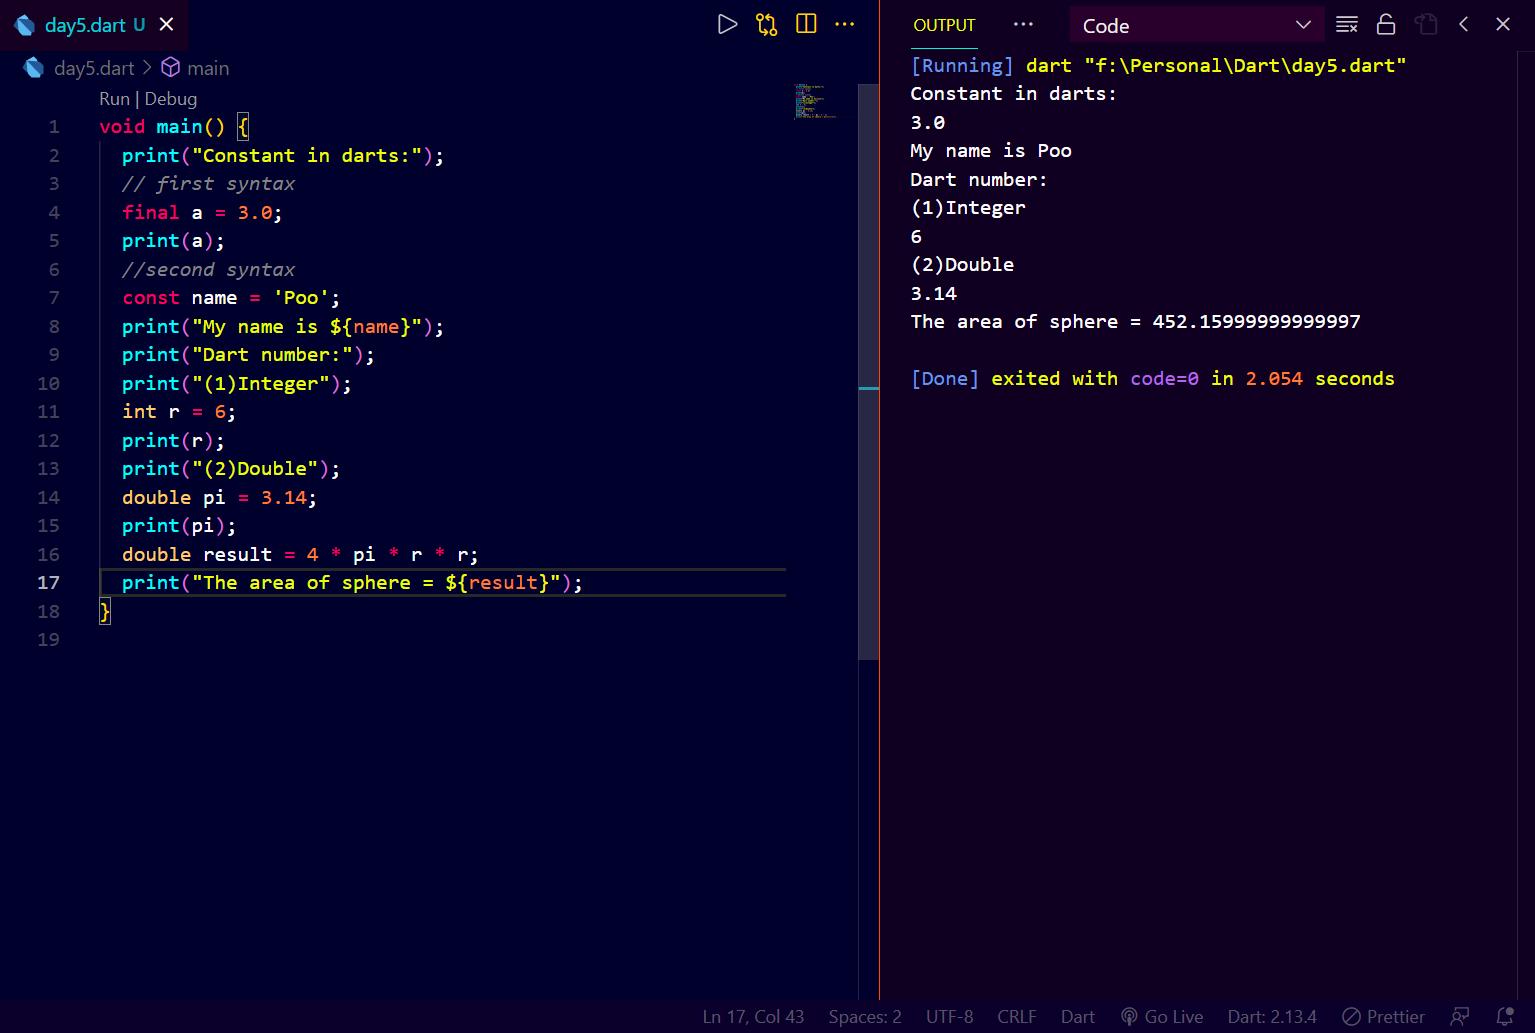 day5.dart U
day5.dart > main
Run | Debug
1 void main() {
2 print("Constant in darts:");
3 // first syntax
4 final a = 3.0;
5 print(a);
6 //second syntax
7 const name = 'Poo';
8 print("My name is ${name}");
9 print("Dart number:");
10 print("(1)Integer");
11 int r = 6;
12 print(r);
13 print("(2)Double");
14 double pi = 3.14;
15 print(pi);
16 double result = 4 * pi * r * r;
17 print("The area of sphere = ${result}");
18 }
19
OUTPUT
Code
[Running] dart "f:\Personal\Dart\day5.dart"
Constant in darts:
3.0
My name is Poo
Dart number:
(1)Integer
6
(2)Double
3.14
The area of sphere = 452.15999999999997
[Done] exited with code=0 in 2.054 seconds
Ln 17, Col 43 Spaces: 2 UTF-8 CRLF Dart Go Live Dart: 2.13.4 Prettier